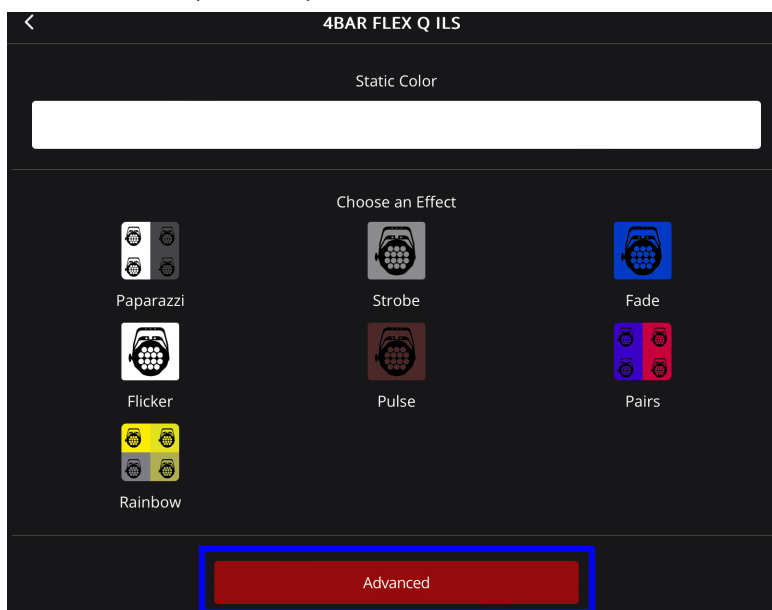 4BAR FLEX Q ILS
Static Color
Choose an Effect
Paparazzi
Strobe
Fade
Flicker
Pulse
Pairs
Rainbow
Advanced